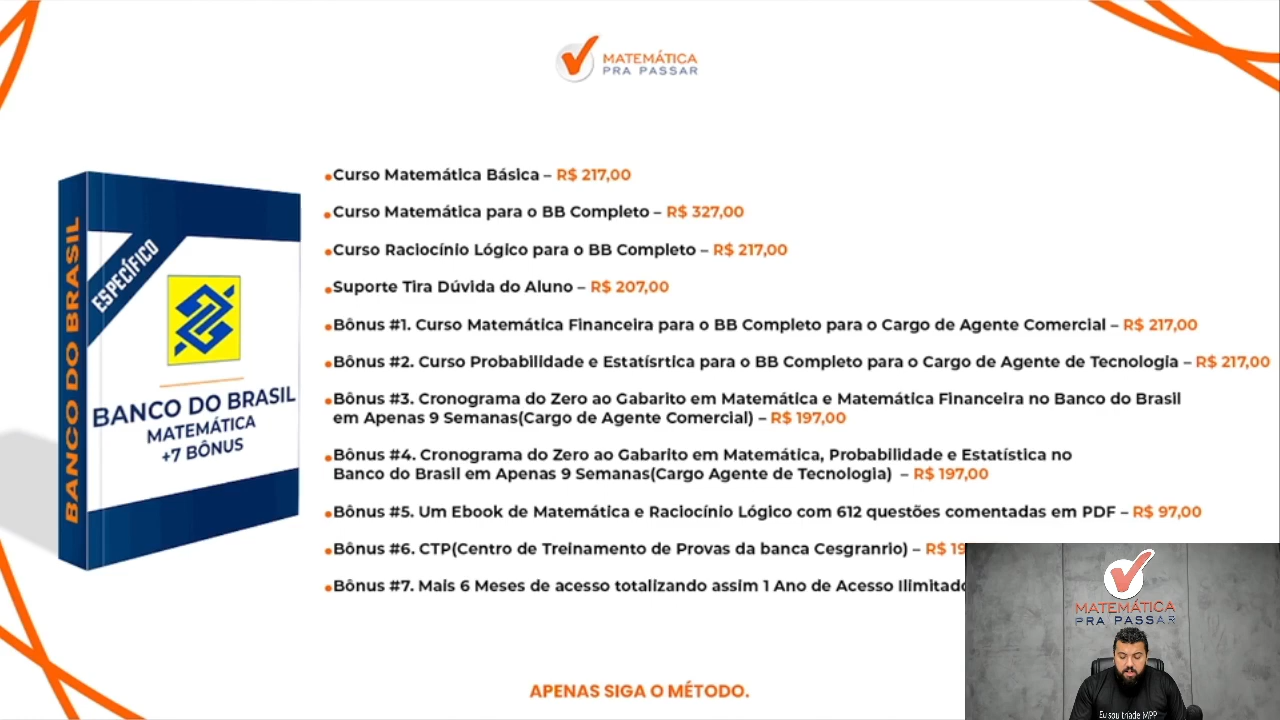 MATEMÁTICA
PRA PASSAR
Curso Matemática Básica – R$ 217,00
Curso Matemática para o BB Completo – R$ 327,00
Curso Raciocínio Lógico para o BB Completo – R$ 217,00
Suporte Tira Dúvida do Aluno – R$ 207,00
Bônus #1. Curso Matemática Financeira para o BB Completo para o Cargo de Agente Comercial – R$ 217,00
Bônus #2. Curso Probabilidade e Estatísrtica para o BB Completo para o Cargo de Agente de Tecnologia – R$ 217,00
Bônus #3. Cronograma do Zero ao Gabarito em Matemática e Matemática Financeira no Banco do Brasil
em Apenas 9 Semanas(Cargo de Agente Comercial) – R$ 197,00
Bônus #4. Cronograma do Zero ao Gabarito em Matemática, Probabilidade e Estatística no
Banco do Brasil em Apenas 9 Semanas(Cargo Agente de Tecnologia) – R$ 197,00
Bônus #5. Um Ebook de Matemática e Raciocínio Lógico com 612 questões comentadas em PDF – R$ 97,00
Bônus #6. CTP(Centro de Treinamento de Provas da banca Cesgranrio) – R$ 19
Bônus #7. Mais 6 Meses de acesso totalizando assim 1 Ano de Acesso Ilimitado
BANCO DO BRASIL
ESPECÍFICO
BANCO DO BRASIL
MATEMÁTICA
+7 BÔNUS
MATEMÁTICA
PRA PASSAR
Eu sou tríade MPP
APENAS SIGA O MÉTODO.